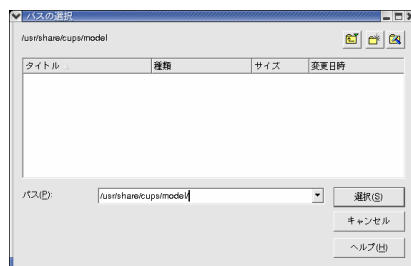 パスの選択
/usr/share/cups/model
タイトル 種類 サイズ 変更日時
パス(P): /usr/share/cups/model/ 選択(S)
キャンセル
ヘルプ(H)